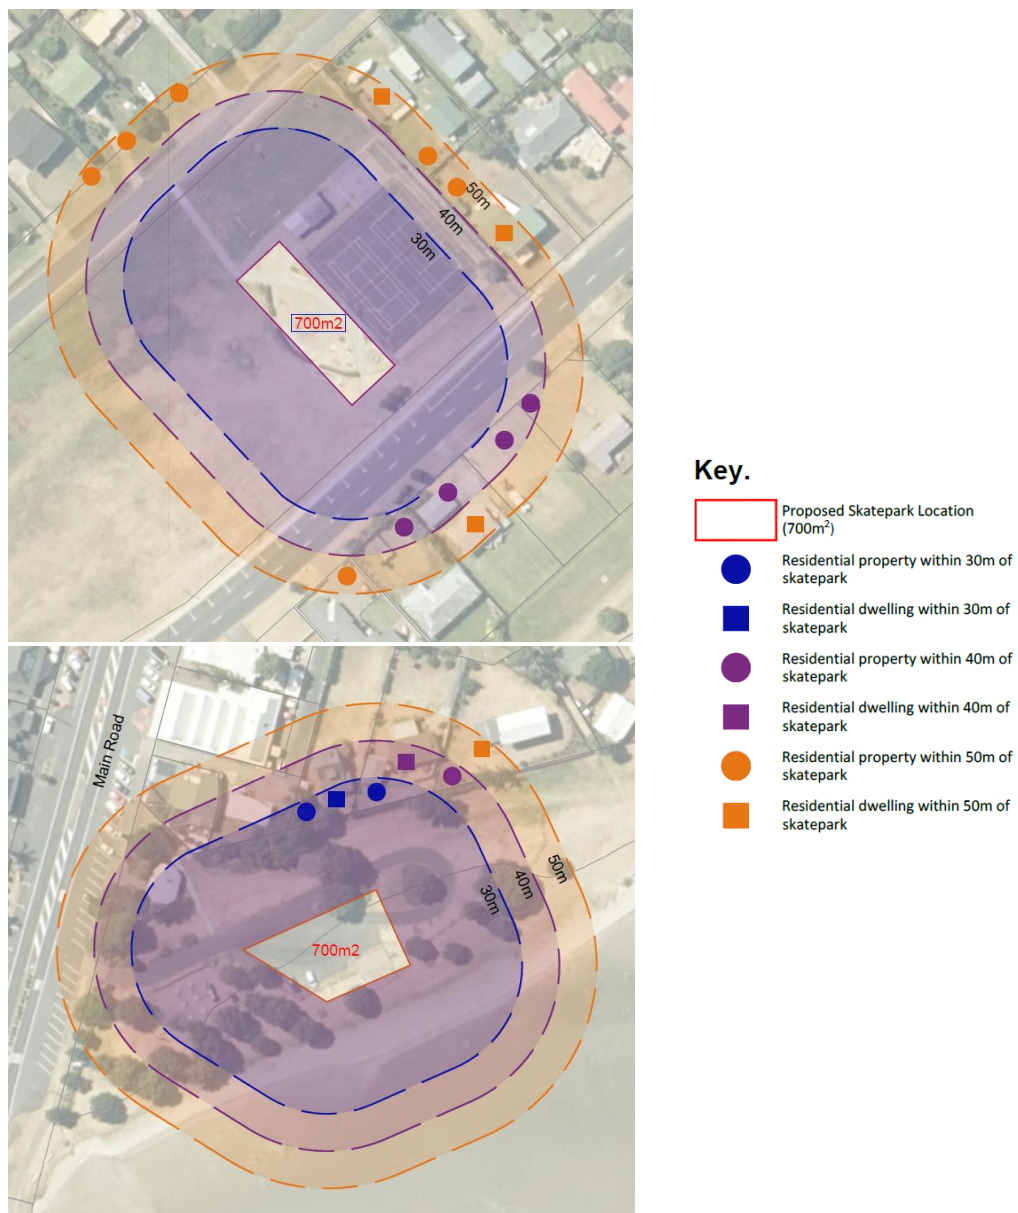 50m
40m
30m
700m2
Main Road
50m
40m
30m
700m2
Key.
Proposed Skatepark Location
(700m²)
Residential property within 30m of
skatepark
Residential dwelling within 30m of
skatepark
Residential property within 40m of
skatepark
Residential dwelling within 40m of
skatepark
Residential property within 50m of
skatepark
Residential dwelling within 50m of
skatepark